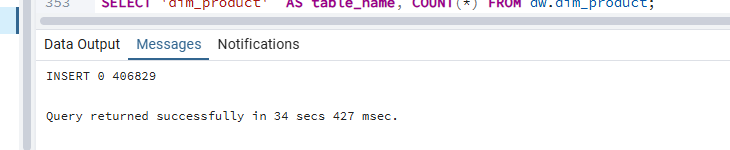 353 SELECT 'dim_product' AS table_name, COUNT(*) FROM dw.dim_product;
Data Output Messages Notifications
INSERT 0 406829
Query returned successfully in 34 secs 427 msec.